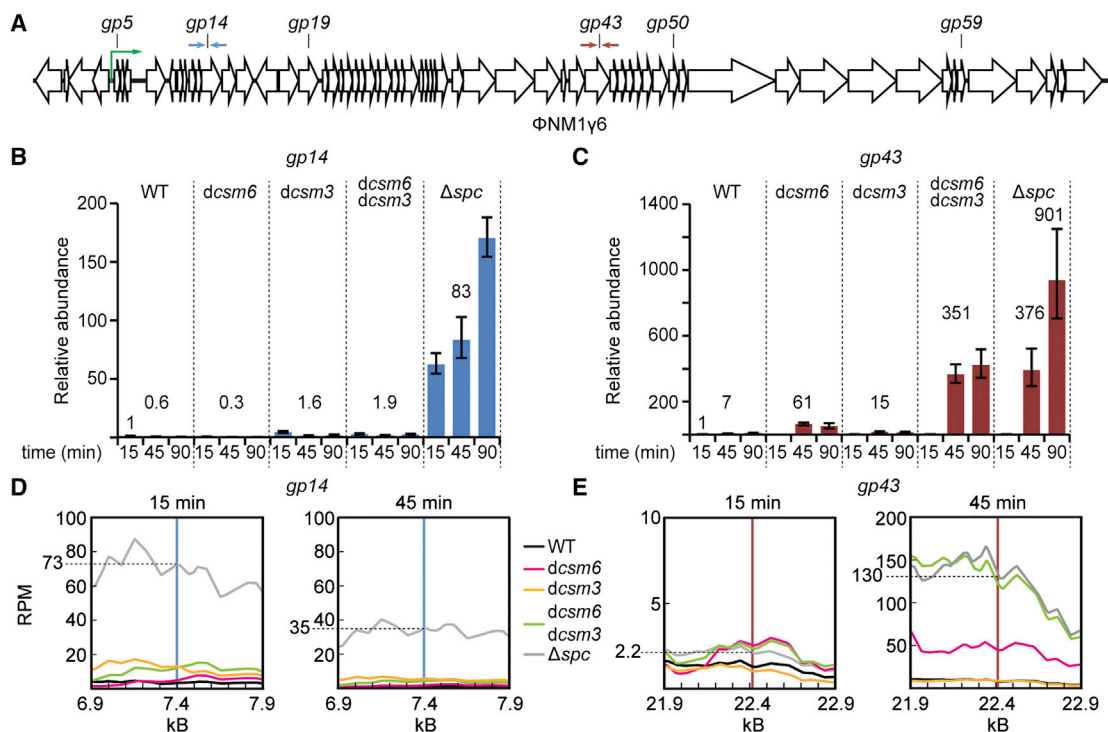 A
gp5 gp14 gp19 gp43 gp50 gp59
ΦNM1γ6
B
gp14
WT dcsm6 dcsm3 dcsm6 dcsm3 Δspc
Relative abundance
200
150
100
50
1 0.6 0.3 1.6 1.9 83
time (min) 15 45 90 15 45 90 15 45 90 15 45 90 15 45 90
C
gp43
WT dcsm6 dcsm3 dcsm6 dcsm3 Δspc
Relative abundance
1400
1000
600
400
200
1 7 61 15 351 376 901
time (min) 15 45 90 15 45 90 15 45 90 15 45 90 15 45 90
D
gp14
15 min
RPM
100
80
73
60
40
20
6.9 7.4 7.9
kB
45 min
100
80
60
40
35
20
6.9 7.4 7.9
kB
WT
dcsm6
dcsm3
dcsm6
dcsm3
Δspc
E
gp43
15 min
10
5
2.2
21.9 22.4 22.9
kB
45 min
200
150
130
100
50
21.9 22.4 22.9
kB